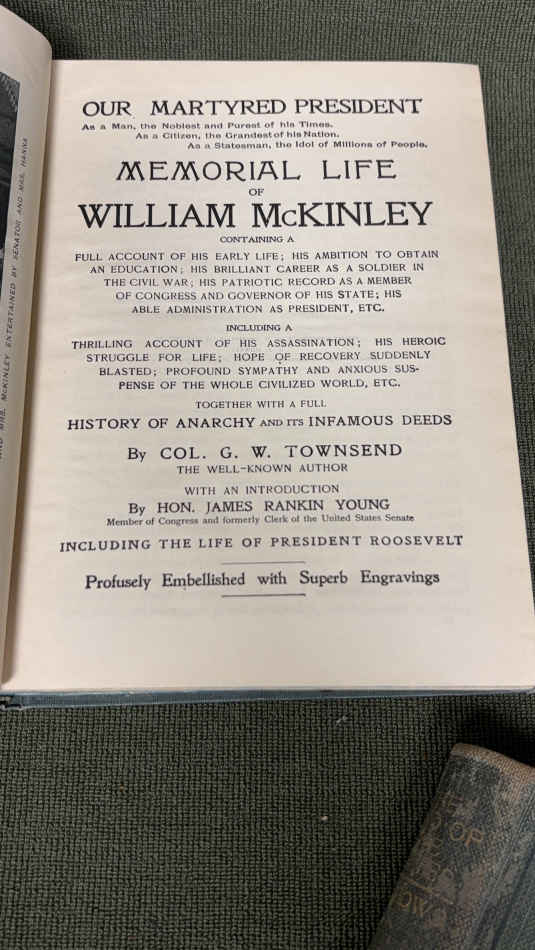 OUR MARTYRED PRESIDENT
As a Man, the Noblest and Purest of his Times.
As a Citizen, the Grandest of his Nation.
As a Statesman, the Idol of Millions of People.
MEMORIAL LIFE
OF
WILLIAM McKINLEY
CONTAINING A
FULL ACCOUNT OF HIS EARLY LIFE; HIS AMBITION TO OBTAIN
AN EDUCATION; HIS BRILLIANT CAREER AS A SOLDIER IN
THE CIVIL WAR; HIS PATRIOTIC RECORD AS A MEMBER
OF CONGRESS AND GOVERNOR OF HIS STATE; HIS
ABLE ADMINISTRATION AS PRESIDENT, ETC.
INCLUDING A
THRILLING ACCOUNT OF HIS ASSASSINATION; HIS HEROIC
STRUGGLE FOR LIFE; HOPE OF RECOVERY SUDDENLY
BLASTED; PROFOUND SYMPATHY AND ANXIOUS SUS-
PENSE OF THE WHOLE CIVILIZED WORLD, ETC.
TOGETHER WITH A FULL
HISTORY OF ANARCHY AND ITS INFAMOUS DEEDS
By COL. G. W. TOWNSEND
THE WELL-KNOWN AUTHOR
WITH AN INTRODUCTION
By HON. JAMES RANKIN YOUNG
Member of Congress and formerly Clerk of the United States Senate
INCLUDING THE LIFE OF PRESIDENT ROOSEVELT
Profusely Embellished with Superb Engravings
AND MRS. McKINLEY ENTERTAINED BY SENATOR AND MRS. HANNA
OF